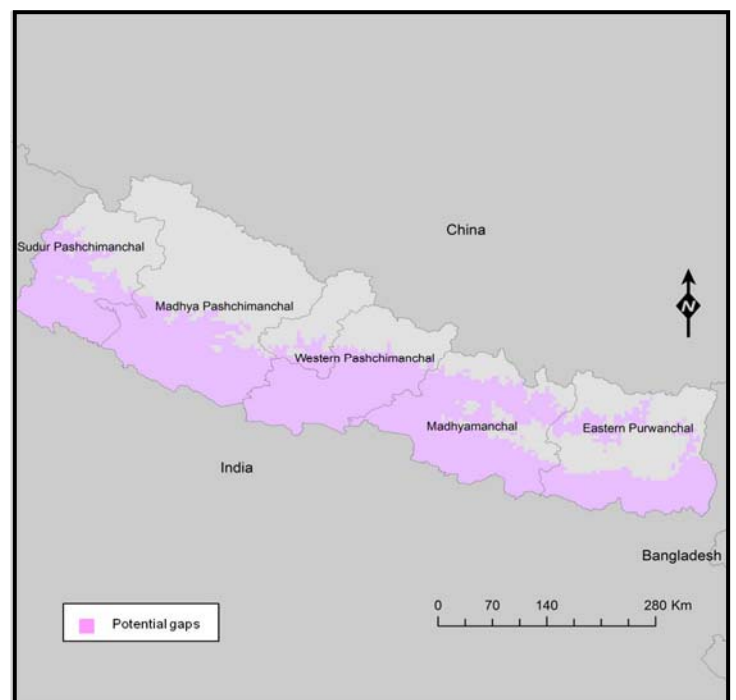 China
Sudur Pashchimanchal
N
Madhya Pashchimanchal
Western Pashchimanchal
Madhyamanchal
Eastern Purwanchal
India
Bangladesh
0 70 140 280 Km
Potential gaps